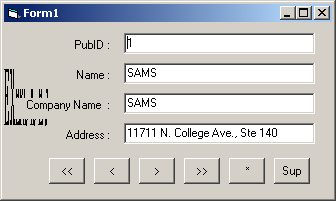 Form1
PubID : 1
Name : SAMS
Company Name : SAMS
Address : 11711 N. College Ave., Ste 140
<< < > >> * Sup